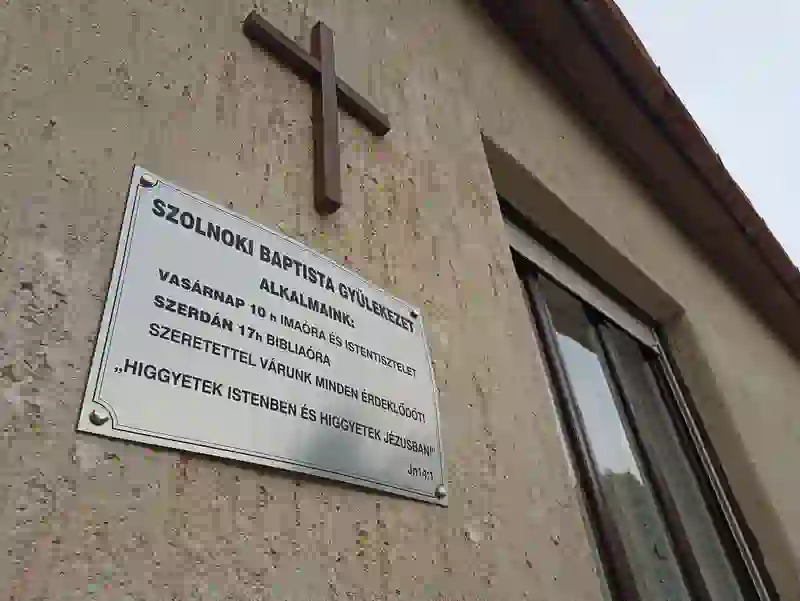 SZOLNOKI BAPTISTA GYÜLEKEZET
ALKALMAINK:
VASÁRNAP 10 h IMAÓRA ÉS ISTENTISZTELET
SZERDÁN 17h BIBLIAÓRA
SZERETETTEL VÁRUNK MINDEN ÉRDEKLŐDŐT!
„HIGGYETEK ISTENBEN ÉS HIGGYETEK JÉZUSBAN!"
Jn14:1